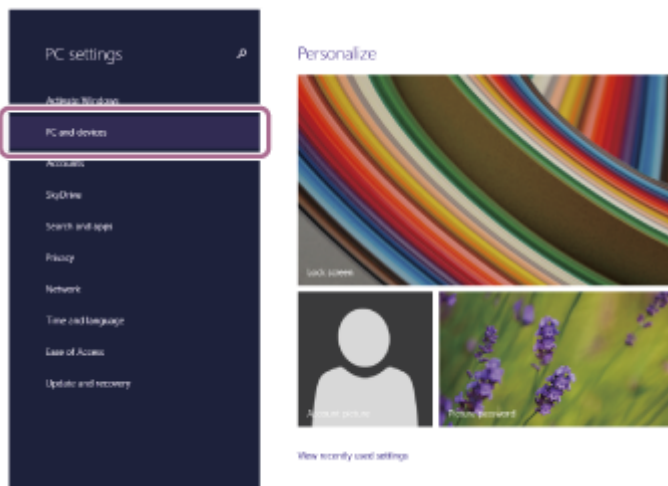 PC settings
Activate Windows
PC and devices
Accounts
SkyDrive
Search and apps
Privacy
Network
Time and language
Ease of Access
Update and recovery
Personalize
Lock screen
Account picture
Picture password
View recently used settings